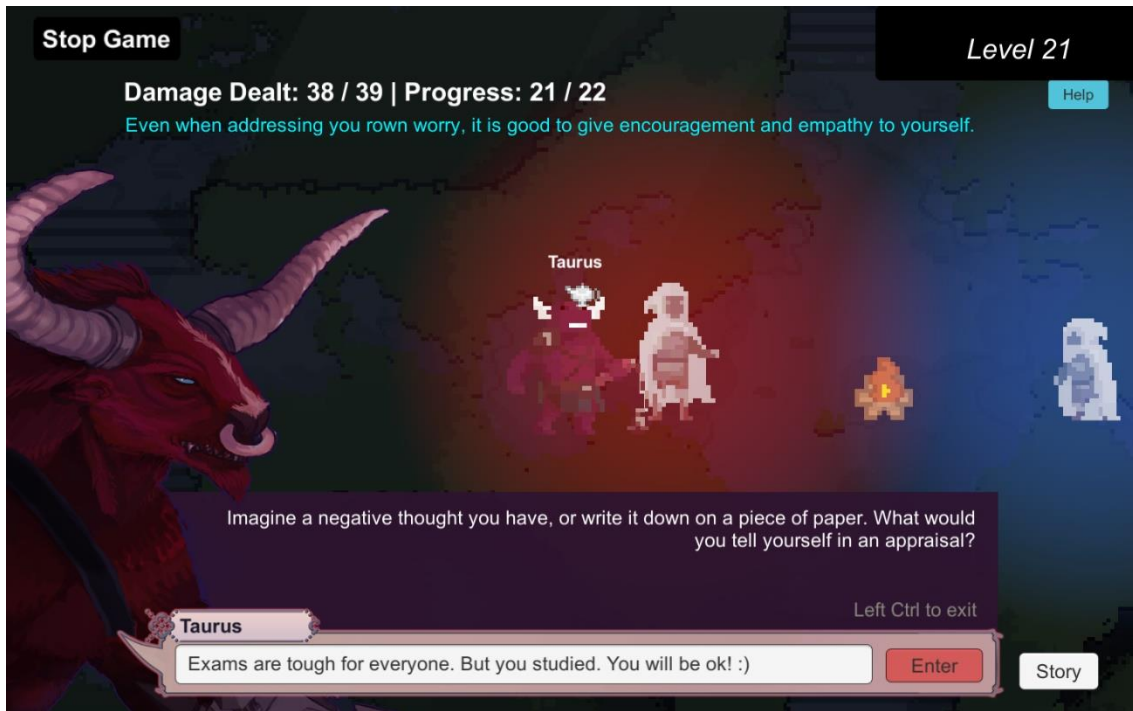 Stop Game
Level 21
Damage Dealt: 38 / 39 | Progress: 21 / 22
Help
Even when addressing you rown worry, it is good to give encouragement and empathy to yourself.
Taurus
Imagine a negative thought you have, or write it down on a piece of paper. What would
you tell yourself in an appraisal?
Left Ctrl to exit
Taurus
Exams are tough for everyone. But you studied. You will be ok! :)
Enter
Story